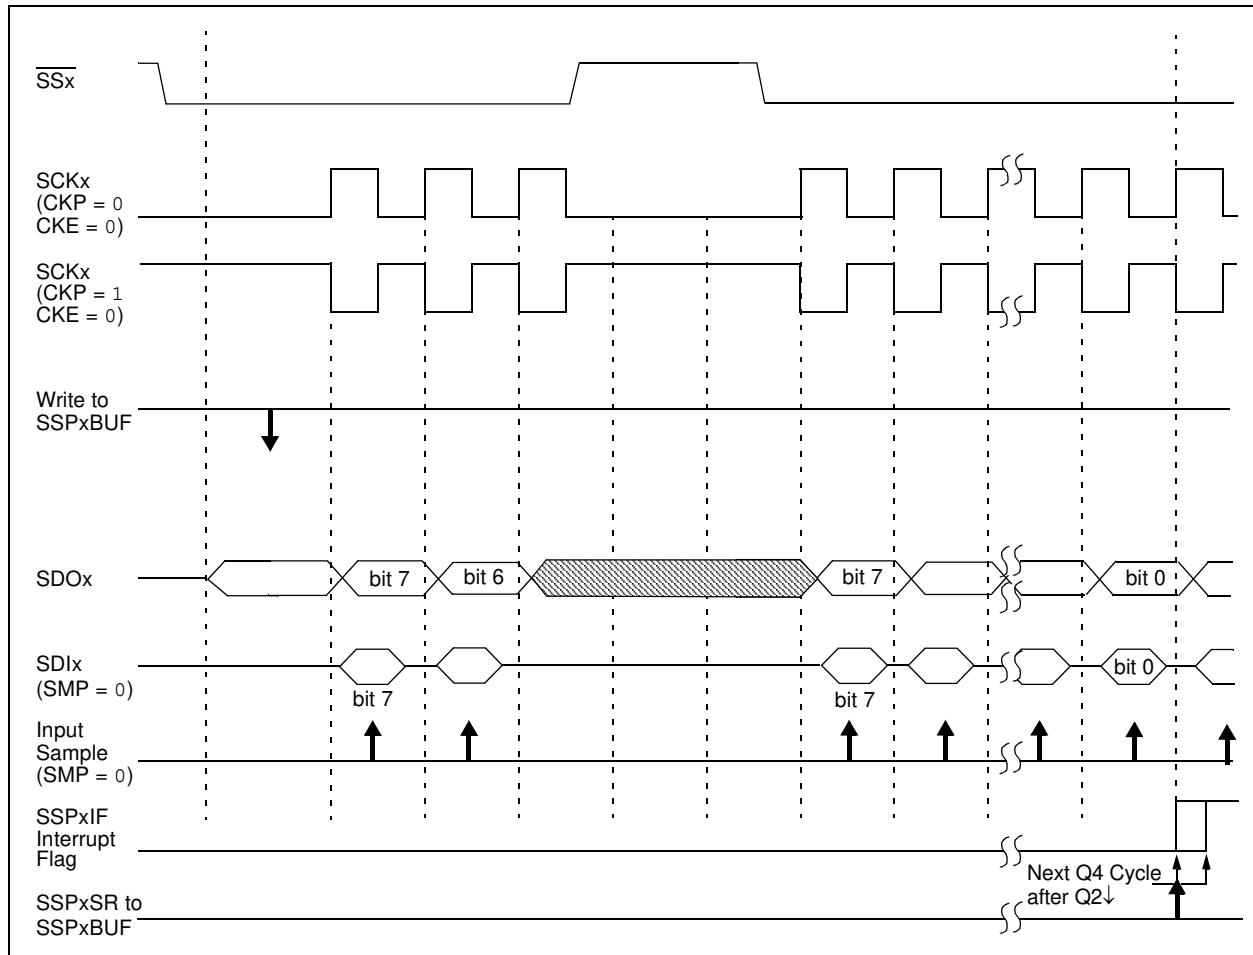 SSx
SCKx
(CKP = 0
CKE = 0)
SCKx
(CKP = 1
CKE = 0)
Write to
SSPxBUF
SDOx
bit 7
bit 6
bit 7
bit 0
SDIx
(SMP = 0)
bit 7
bit 7
bit 0
Input
Sample
(SMP = 0)
SSPxIF
Interrupt
Flag
Next Q4 Cycle
after Q2↓
SSPxSR to
SSPxBUF